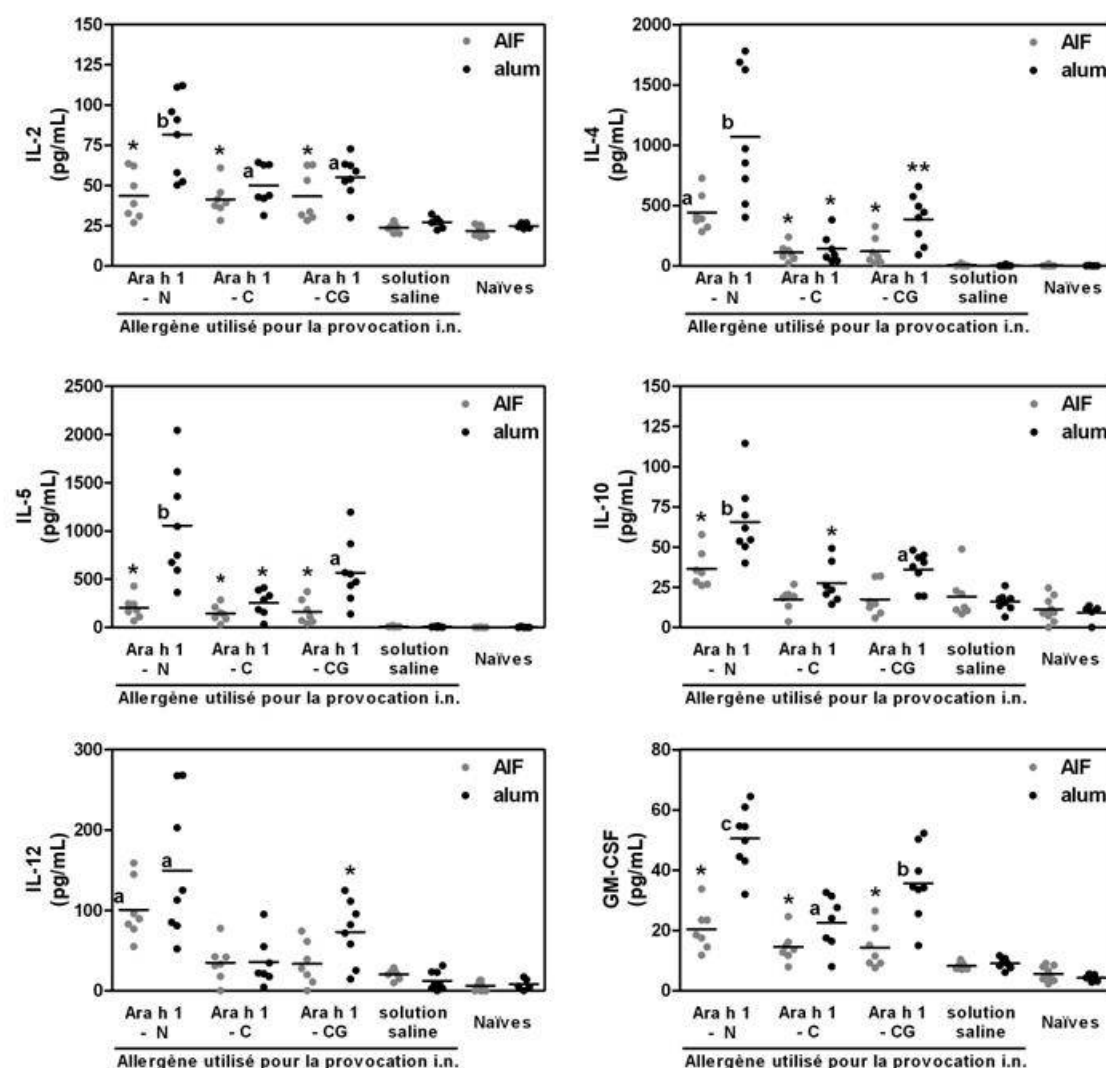 150
125
100
75
50
25
0
IL-2
(pg/mL)
AIF
alum
*
b
*
a
*
a
Ara h 1
- N
Ara h 1
- C
Ara h 1
- CG
solution
saline
Naïves
Allergène utilisé pour la provocation i.n.
2000
1500
1000
500
0
IL-4
(pg/mL)
AIF
alum
a
b
*
*
*
**
Ara h 1
- N
Ara h 1
- C
Ara h 1
- CG
solution
saline
Naïves
Allergène utilisé pour la provocation i.n.
2500
2000
1500
1000
500
0
IL-5
(pg/mL)
AIF
alum
*
b
*
*
*
a
Ara h 1
- N
Ara h 1
- C
Ara h 1
- CG
solution
saline
Naïves
Allergène utilisé pour la provocation i.n.
150
100
75
50
25
0
IL-10
(pg/mL)
AIF
alum
*
b
*
a
Ara h 1
- N
Ara h 1
- C
Ara h 1
- CG
solution
saline
Naïves
Allergène utilisé pour la provocation i.n.
300
200
100
0
IL-12
(pg/mL)
AIF
alum
a
a
*
Ara h 1
- N
Ara h 1
- C
Ara h 1
- CG
solution
saline
Naïves
Allergène utilisé pour la provocation i.n.
80
60
40
20
0
GM-CSF
(pg/mL)
AIF
alum
*
c
*
a
*
b
Ara h 1
- N
Ara h 1
- C
Ara h 1
- CG
solution
saline
Naïves
Allergène utilisé pour la provocation i.n.